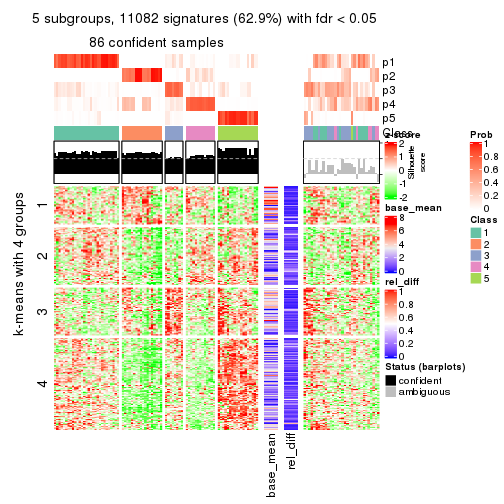 5 subgroups, 11082 signatures (62.9%) with fdr < 0.05
86 confident samples
p1
p2
p3
p4
p5
Class
Silhouette
score
k-means with 4 groups
1
2
3
4
base_mean
rel_diff
z-score
2
1
0
-1
-2
base_mean
8
6
4
2
0
rel_diff
1
0.8
0.6
0.4
0.2
0
Status (barplots)
confident
ambiguous
Prob
1
0.8
0.6
0.4
0.2
0
Class
1
2
3
4
5